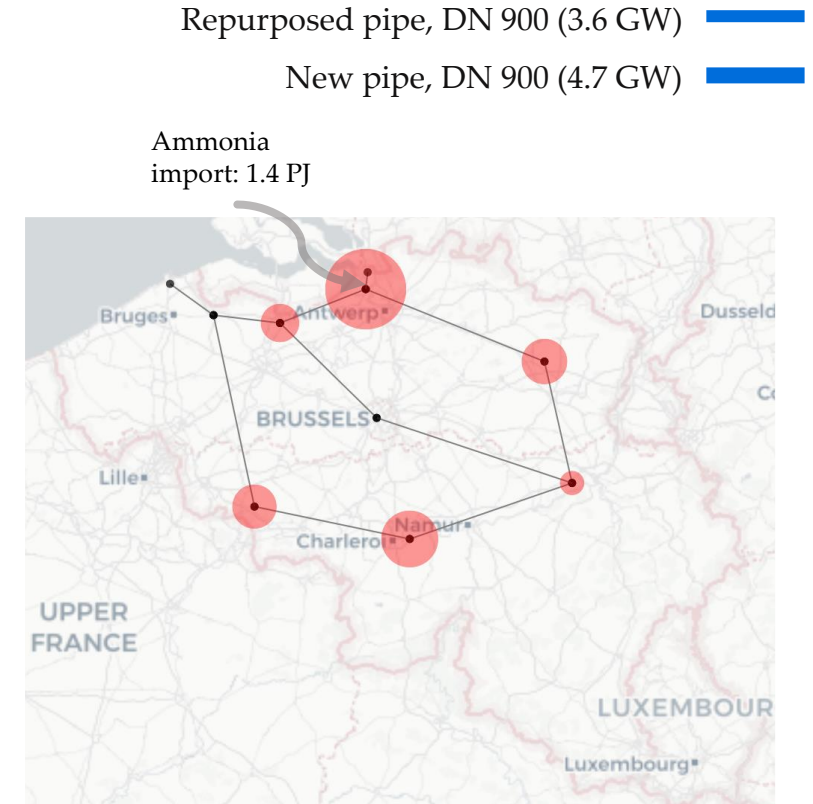 Repurposed pipe, DN 900 (3.6 GW)
New pipe, DN 900 (4.7 GW)
Ammonia
import: 1.4 PJ
Bruges
Antwerp
Dusseld
BRUSSELS
Lille
Namur
Charleroi
UPPER
FRANCE
LUXEMBOUR
Luxembourg